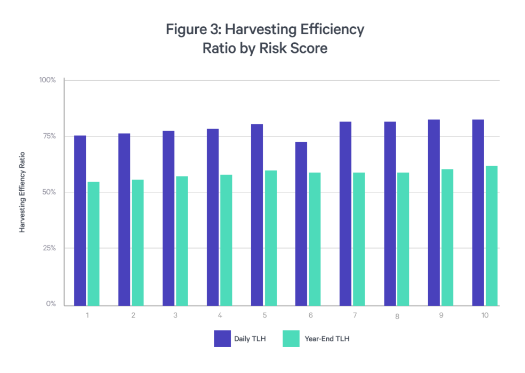 Figure 3: Harvesting Efficiency
Ratio by Risk Score
100%
75%
50%
25%
0%
Harvesting Effiency Ratio
1 2 3 4 5 6 7 8 9 10
Daily TLH Year-End TLH